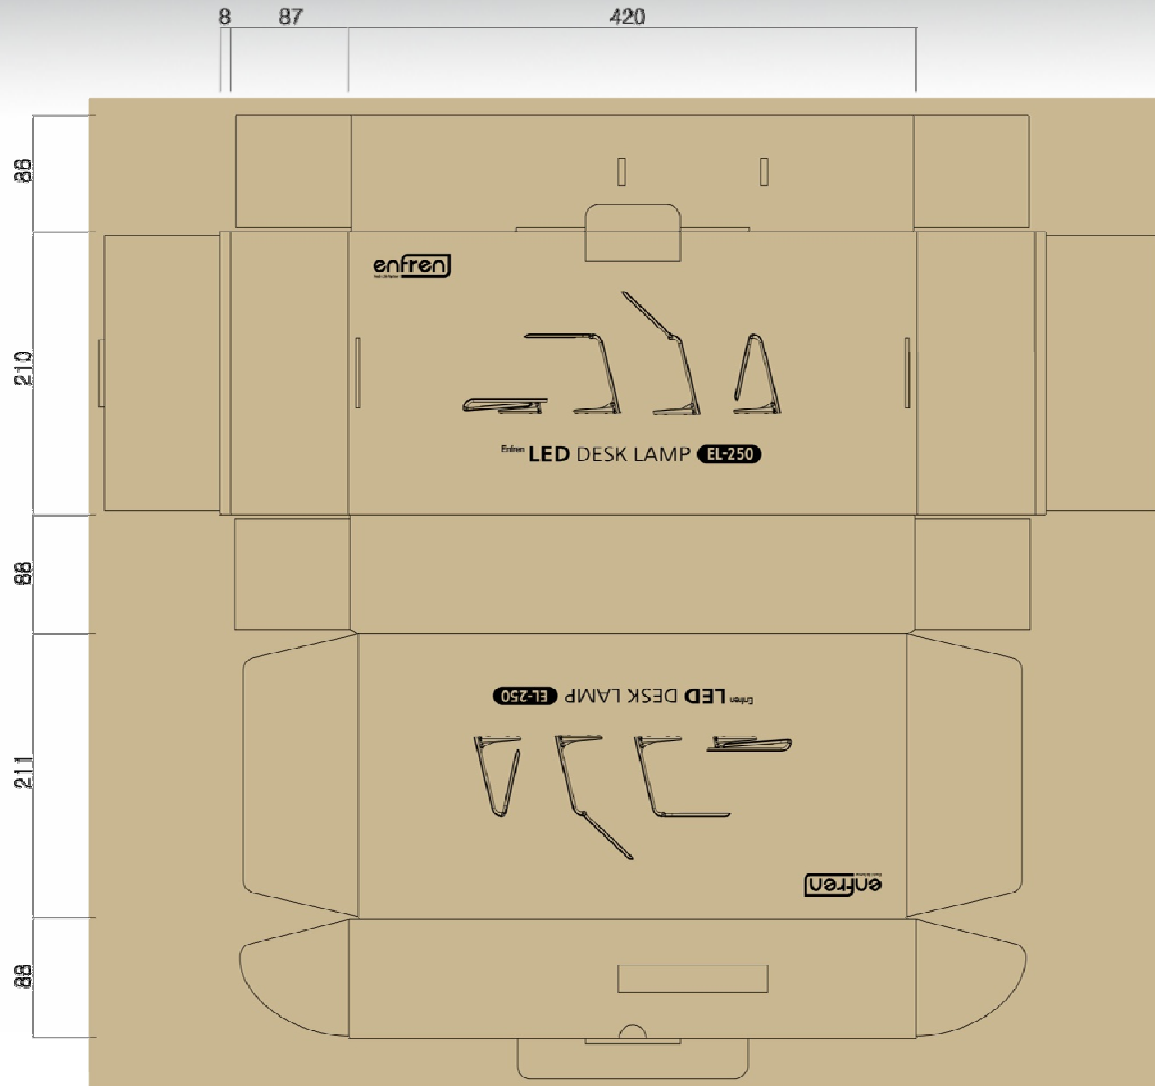 8 87 420
88
210
88
211
88
enfren
Enfren LED DESK LAMP EL-250
Enfren LED DESK LAMP EL-250
enfren